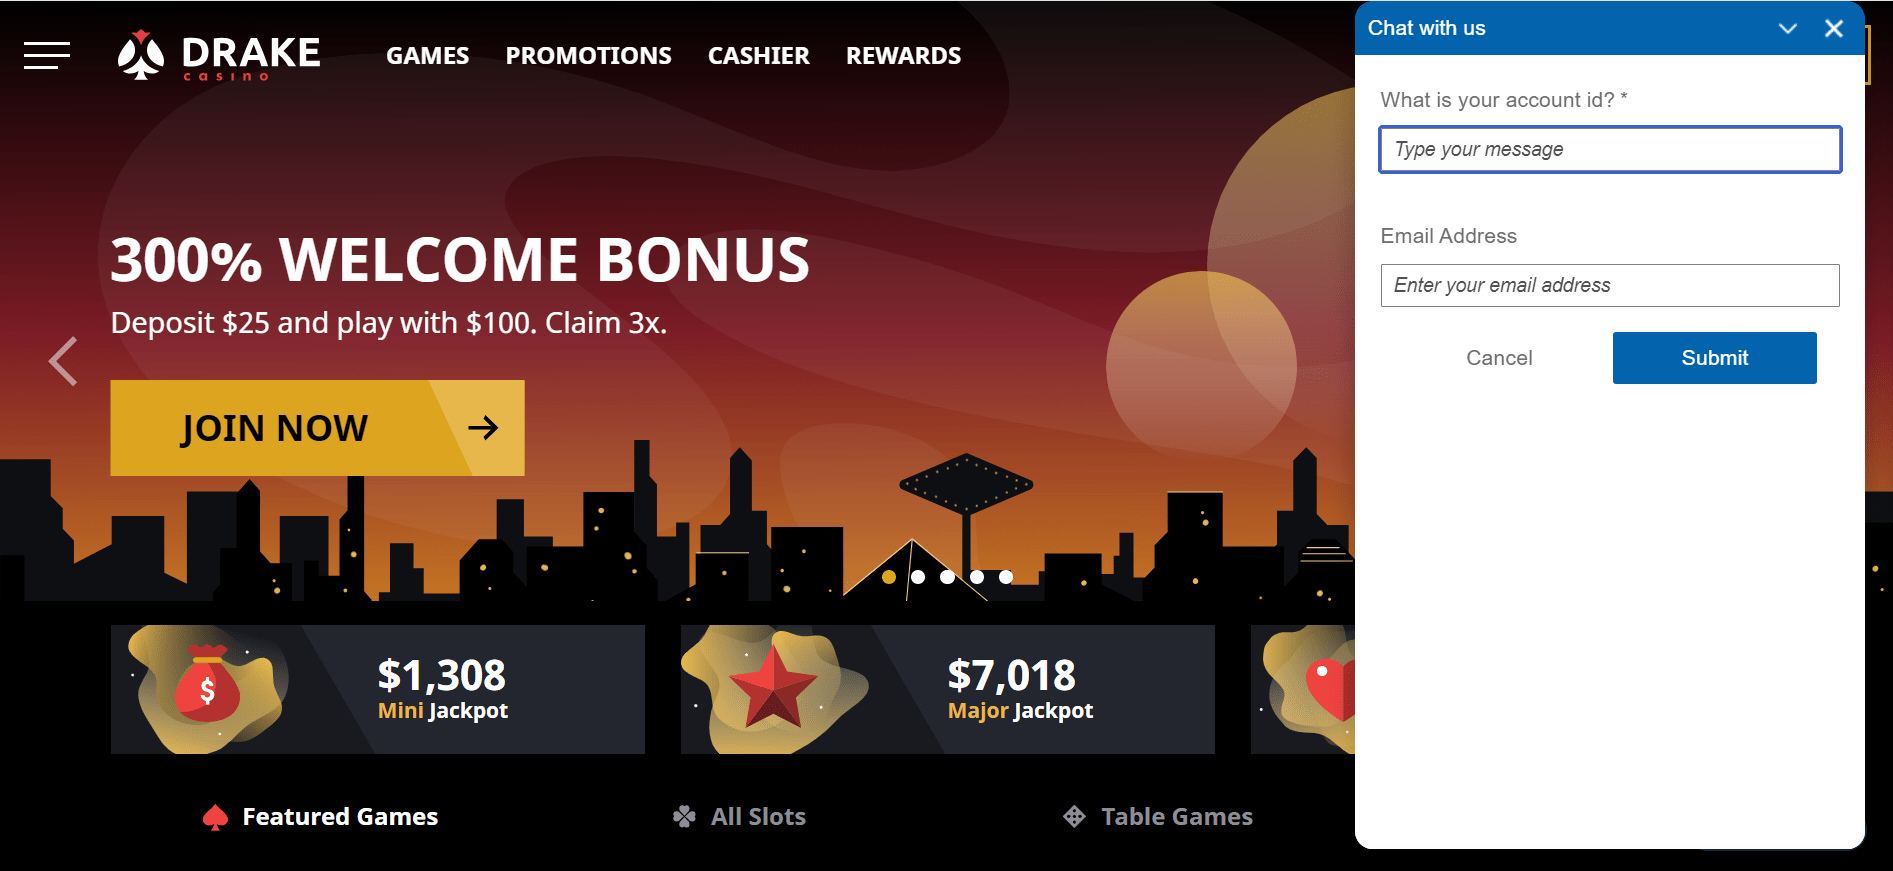 DRAKE
casino
GAMES PROMOTIONS CASHIER REWARDS
300% WELCOME BONUS
Deposit $25 and play with $100. Claim 3x.
JOIN NOW
$
$1,308
Mini Jackpot
$7,018
Major Jackpot
Featured Games
All Slots
Table Games
Chat with us
What is your account id? *
Type your message
Email Address
Enter your email address
Cancel
Submit